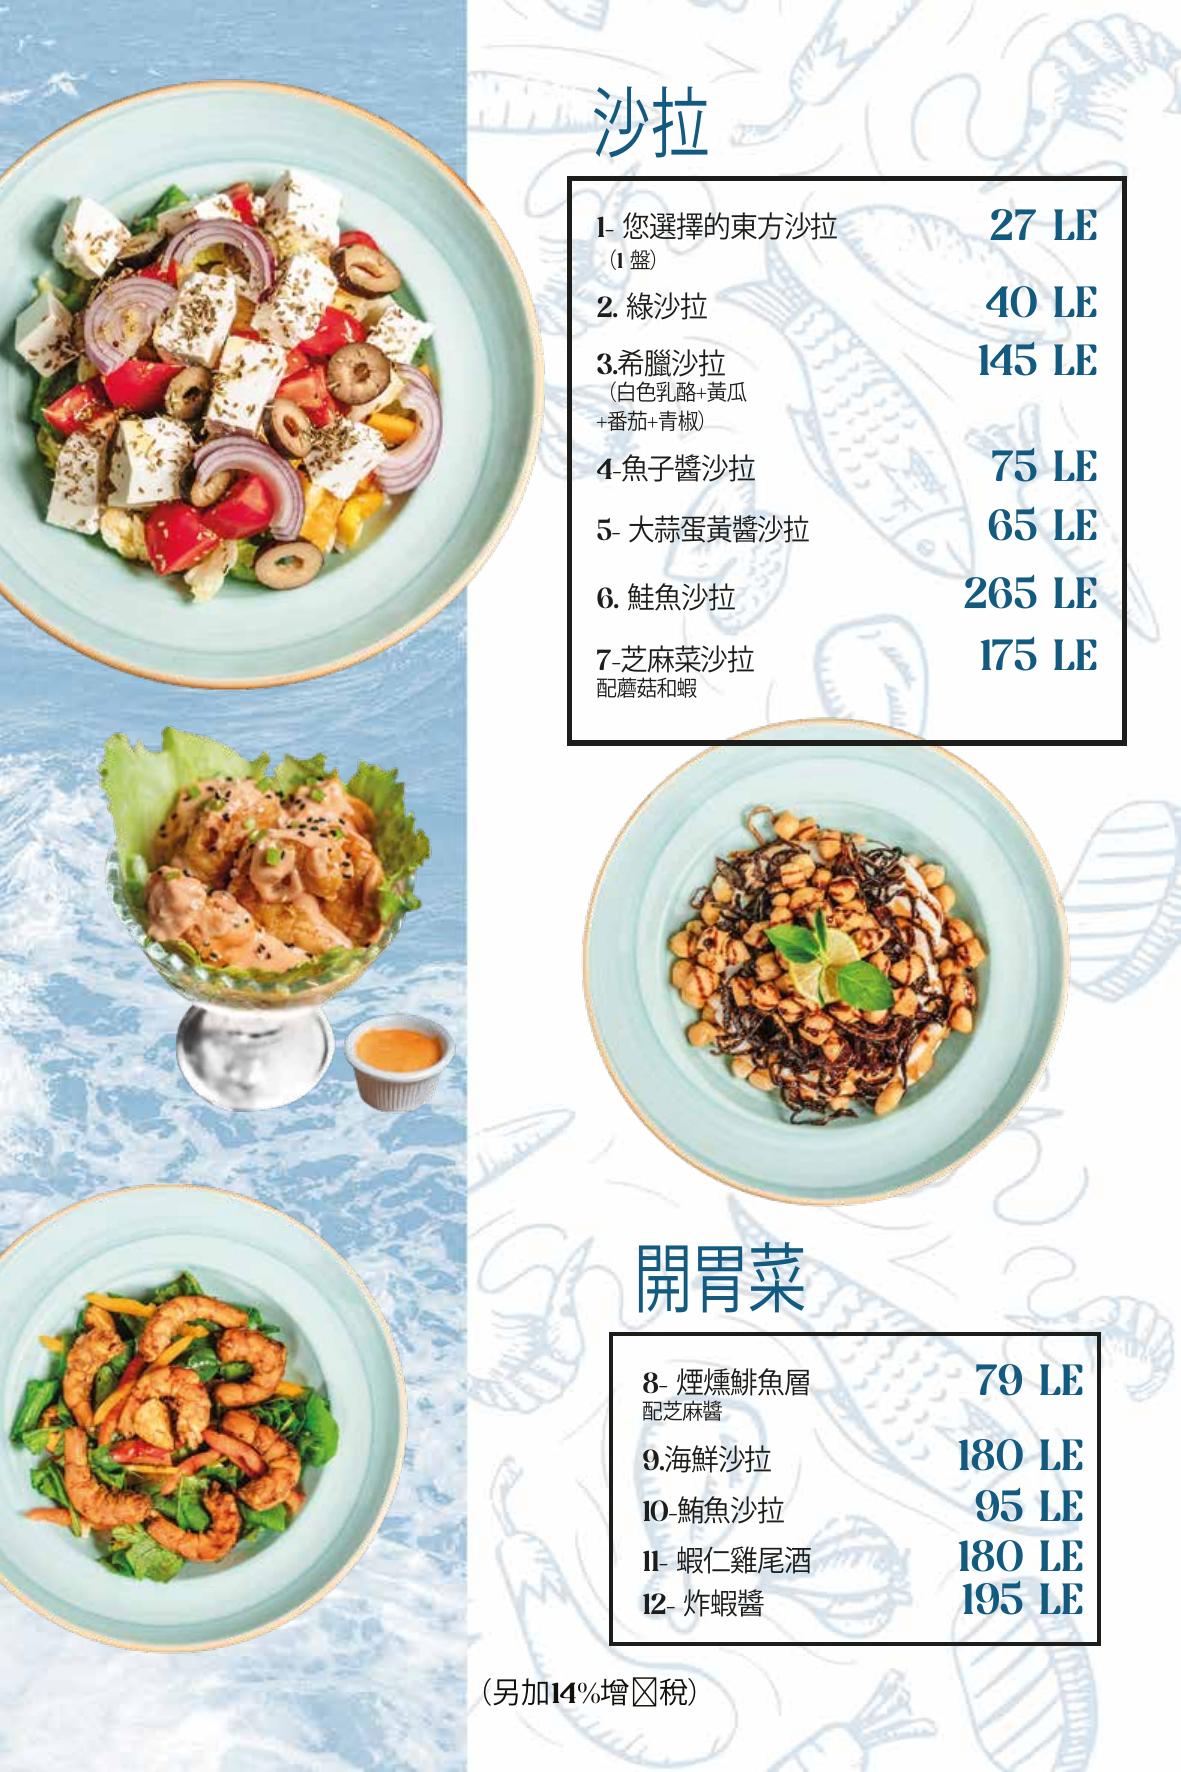 沙拉
1- 您選擇的東方沙拉 27 LE
（1 盤）
2. 綠沙拉 40 LE
3.希臘沙拉 145 LE
（白色乳酪+黃瓜
+番茄+青椒）
4-魚子醬沙拉 75 LE
5- 大蒜蛋黃醬沙拉 65 LE
6. 鮭魚沙拉 265 LE
7-芝麻菜沙拉 175 LE
配蘑菇和蝦
開胃菜
8- 煙燻鯡魚層 79 LE
配芝麻醬
9.海鮮沙拉 180 LE
10-鮪魚沙拉 95 LE
11- 蝦仁雞尾酒 180 LE
12- 炸蝦醬 195 LE
（另加14%增☒稅）